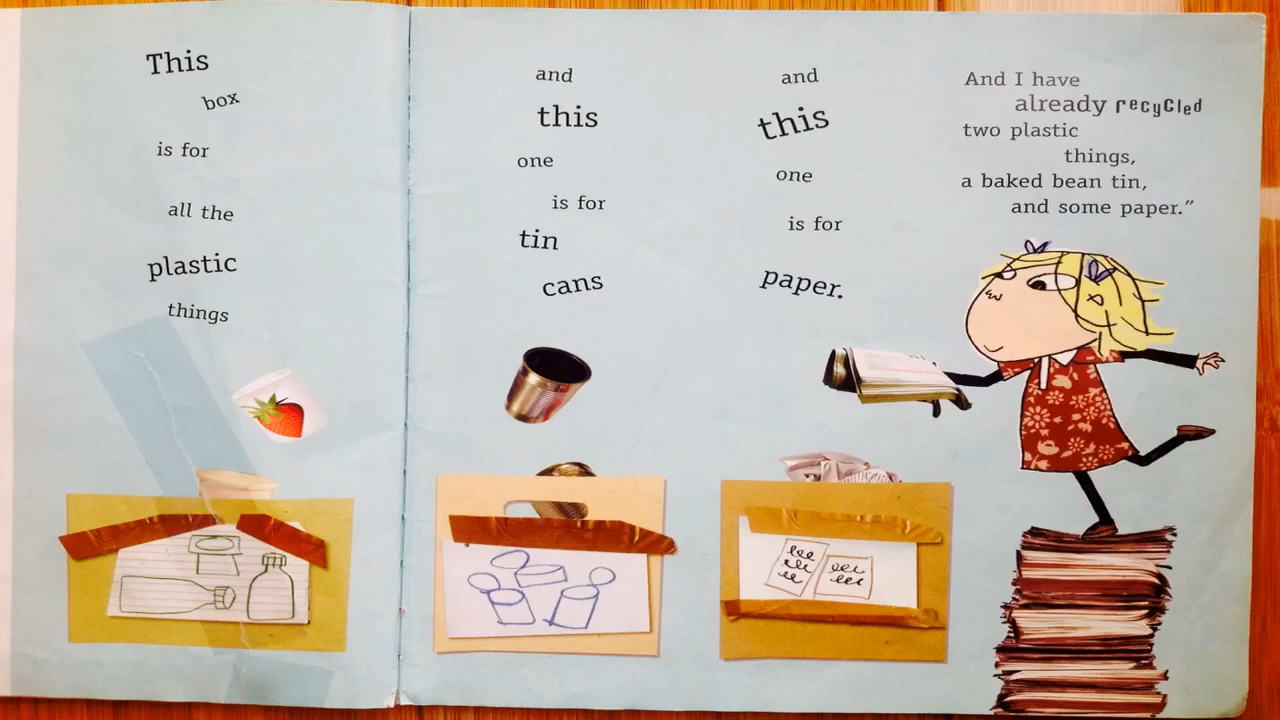 This
box
is for
all the
plastic
things
and
this
one
is for
tin
cans
and
this
one
is for
paper.
And I have
already recycled
two plastic
things,
a baked bean tin,
and some paper.”